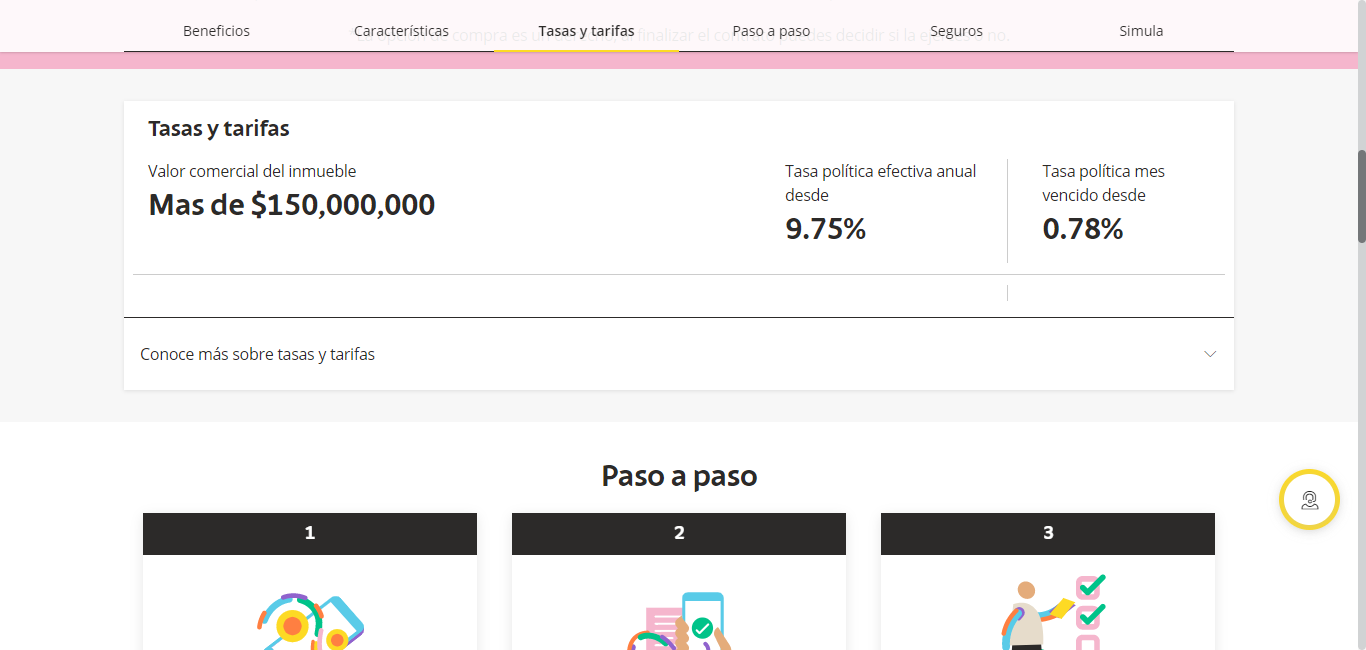 Beneficios
Características
Tasas y tarifas
Paso a paso
Seguros
Simula
Tasas y tarifas
Valor comercial del inmueble
Mas de $150,000,000
Tasa política efectiva anual
desde
9.75%
Tasa política mes
vencido desde
0.78%
Conoce más sobre tasas y tarifas
Paso a paso
1
2
3